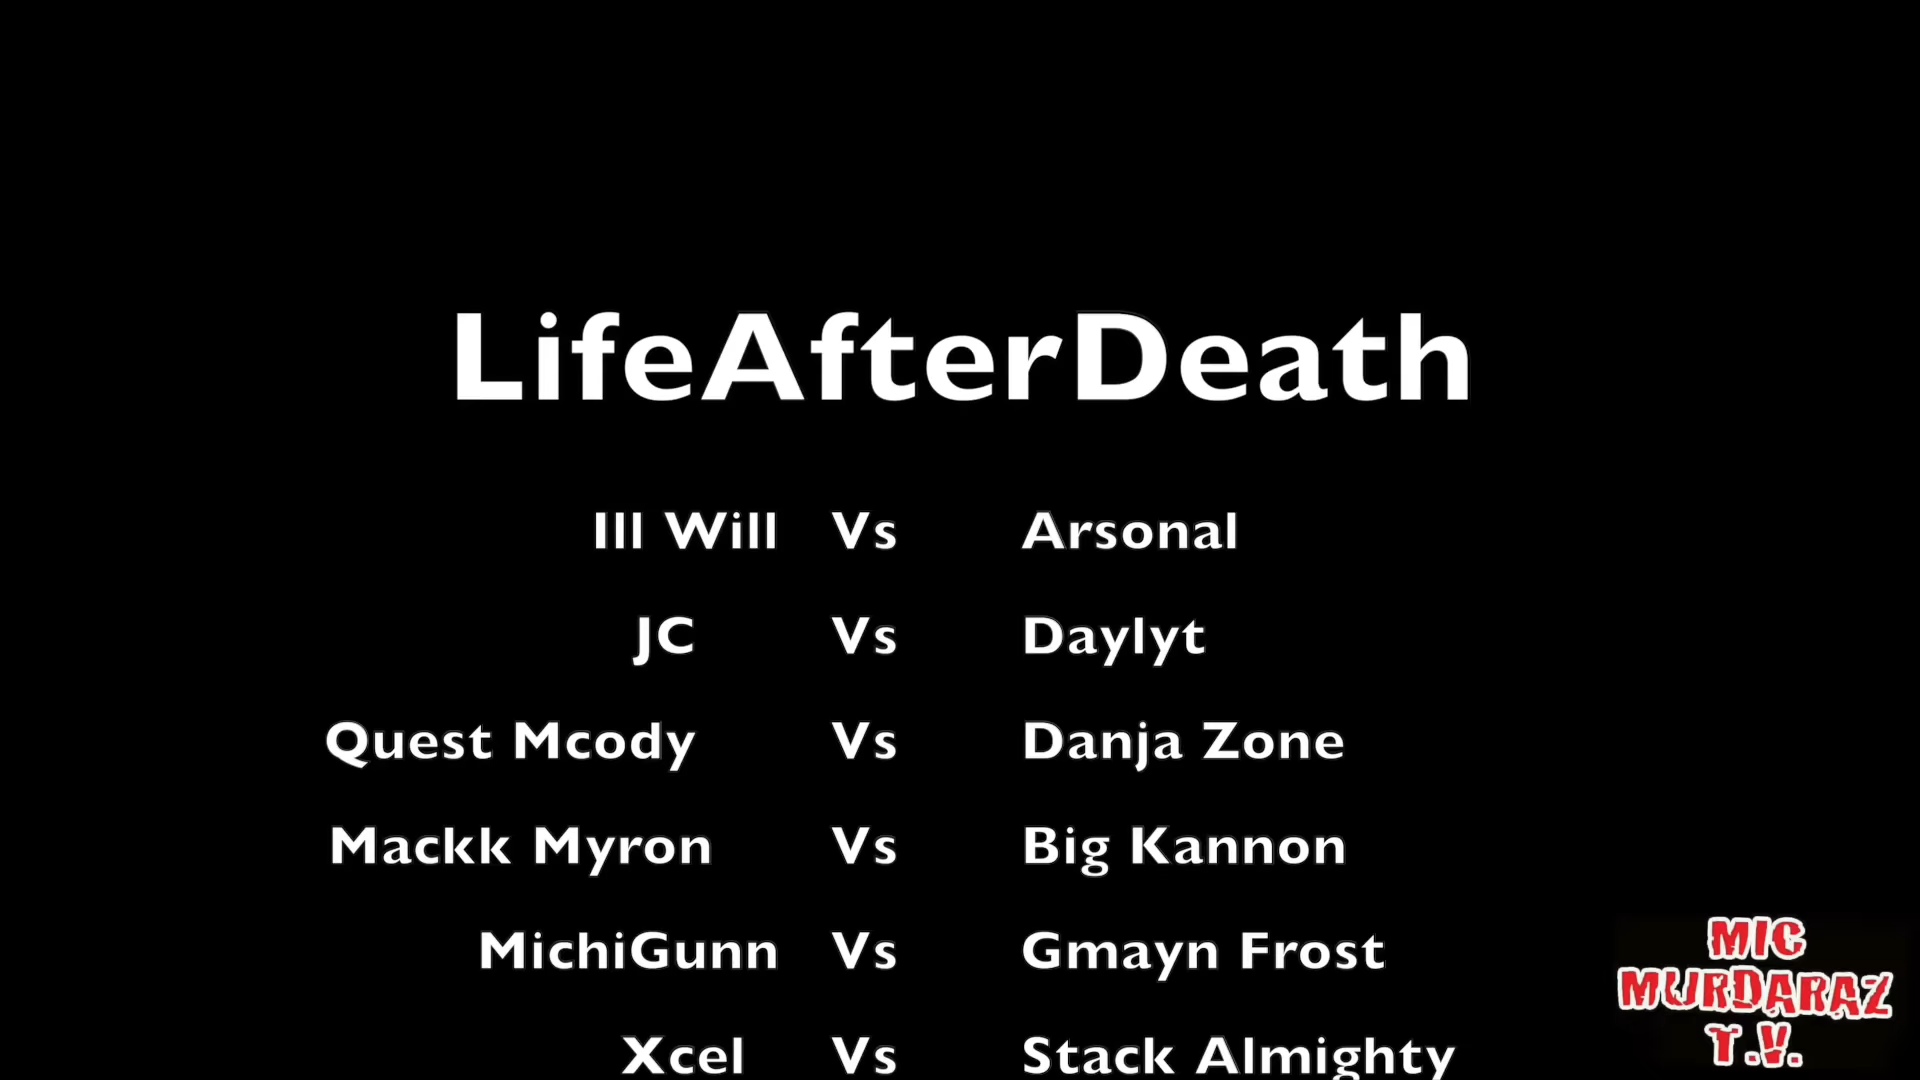 LifeAfterDeath
Ill Will Vs Arsonal
JC Vs Daylyt
Quest Mcody Vs Danja Zone
Mackk Myron Vs Big Kannon
MichiGunn Vs Gmayn Frost
Xcel Vs Stack Almighty
MIC
MURDARAZ
T.V.